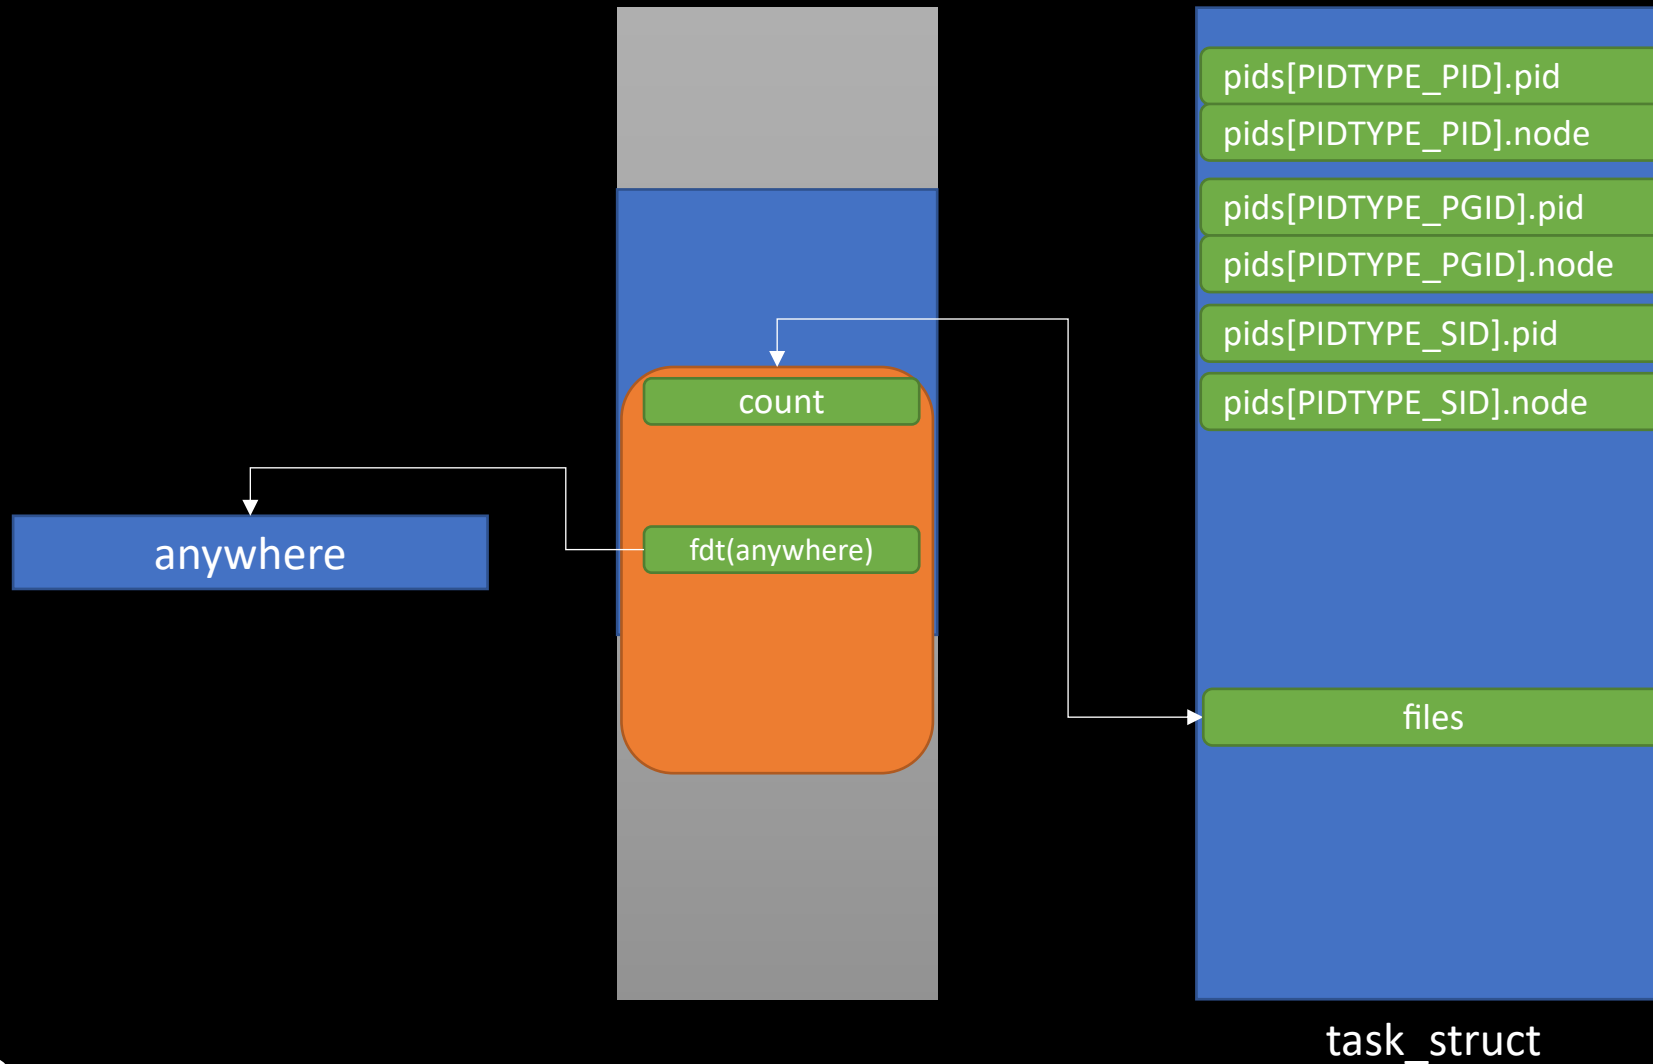 pids[PIDTYPE_PID].pid
pids[PIDTYPE_PID].node
pids[PIDTYPE_PGID].pid
pids[PIDTYPE_PGID].node
pids[PIDTYPE_SID].pid
pids[PIDTYPE_SID].node
count
fdt(anywhere)
anywhere
files
task_struct